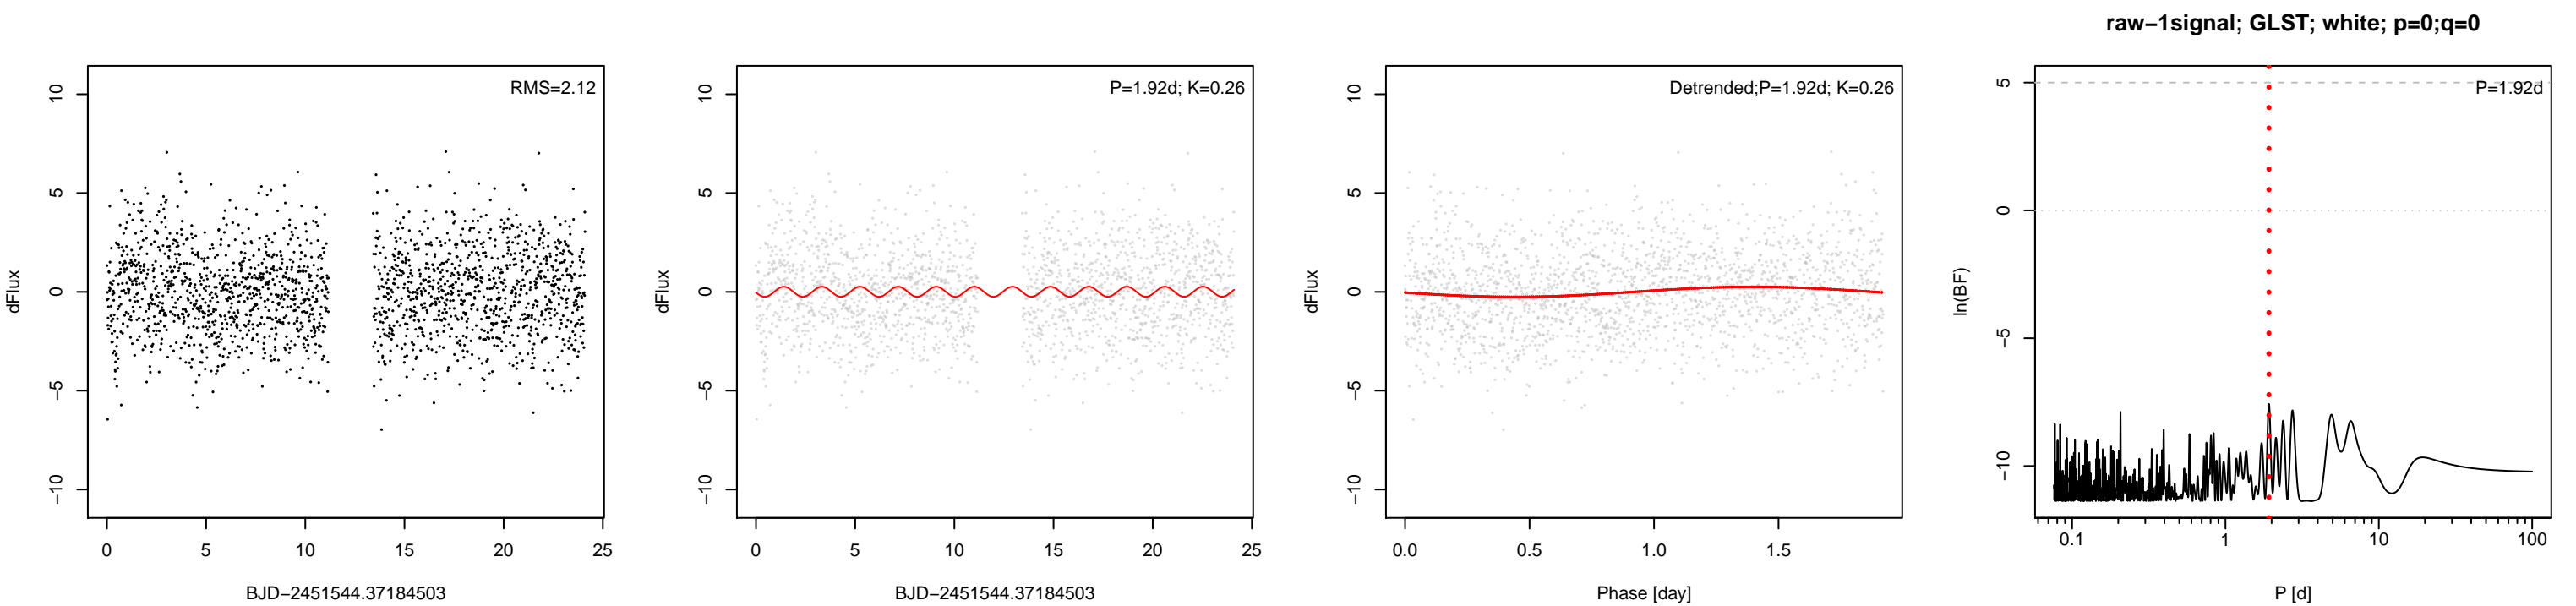 raw−1signal; GLST; white; p=0;q=0
RMS=2.12
10
5
0
−5
−10
dFlux
0 5 10 15 20 25
BJD−2451544.37184503
P=1.92d; K=0.26
10
5
0
−5
−10
dFlux
0 5 10 15 20 25
BJD−2451544.37184503
Detrended;P=1.92d; K=0.26
10
5
0
−5
−10
dFlux
0.0 0.5 1.0 1.5
Phase [day]
P=1.92d
5
0
−5
−10
ln(BF)
0.1 1 10 100
P [d]